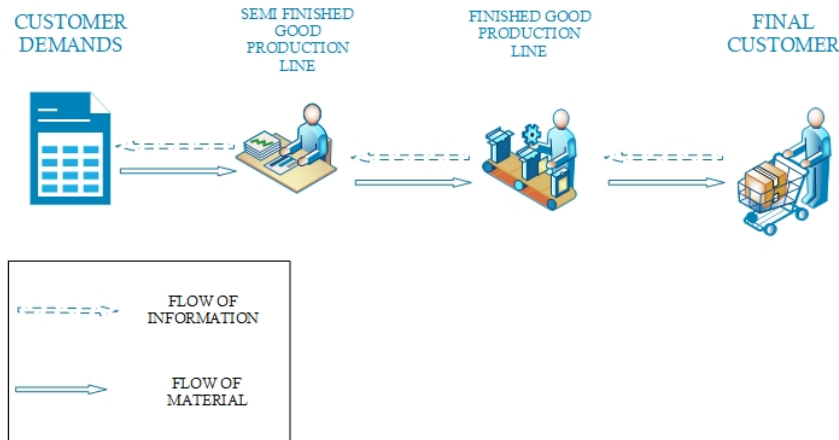 CUSTOMER
DEMANDS
SEMI FINISHED
GOOD
PRODUCTION
LINE
FINISHED GOOD
PRODUCTION
LINE
FINAL
CUSTOMER
FLOW OF
INFORMATION
FLOW OF
MATERIAL